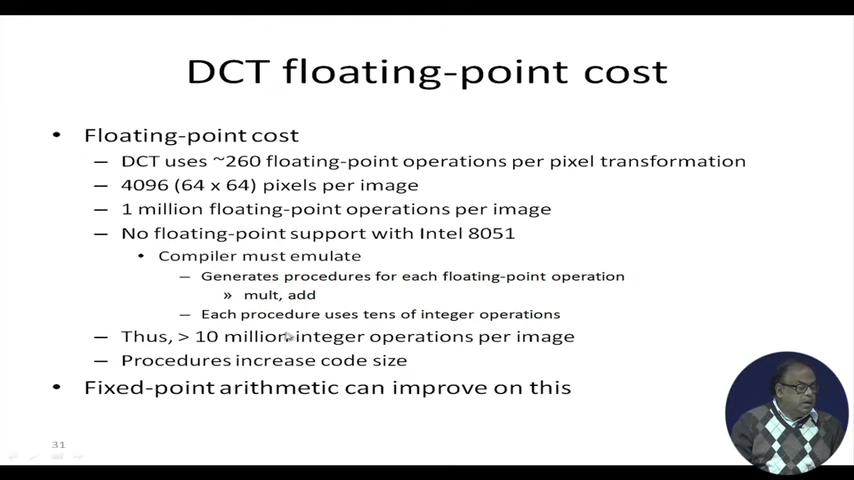 DCT floating-point cost
• Floating-point cost
– DCT uses ~260 floating-point operations per pixel transformation
– 4096 (64 x 64) pixels per image
– 1 million floating-point operations per image
– No floating-point support with Intel 8051
• Compiler must emulate
– Generates procedures for each floating-point operation
» mult, add
– Each procedure uses tens of integer operations
– Thus, > 10 million integer operations per image
– Procedures increase code size
• Fixed-point arithmetic can improve on this
31